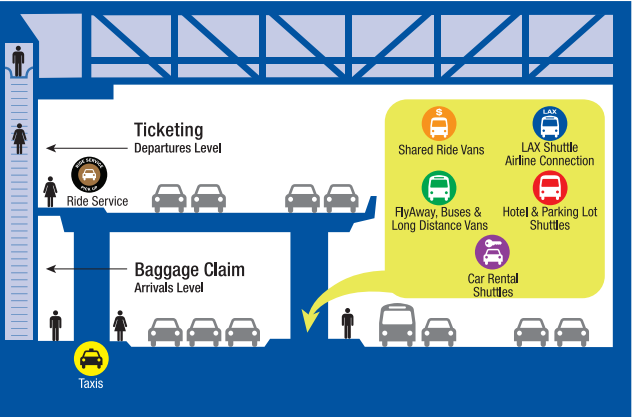 Ticketing
Departures Level
RIDE SERVICE
PICK UP
Ride Service
Baggage Claim
Arrivals Level
Taxis
$
Shared Ride Vans
LAX
LAX Shuttle
Airline Connection
FlyAway, Buses &
Long Distance Vans
Hotel & Parking Lot
Shuttles
Car Rental
Shuttles